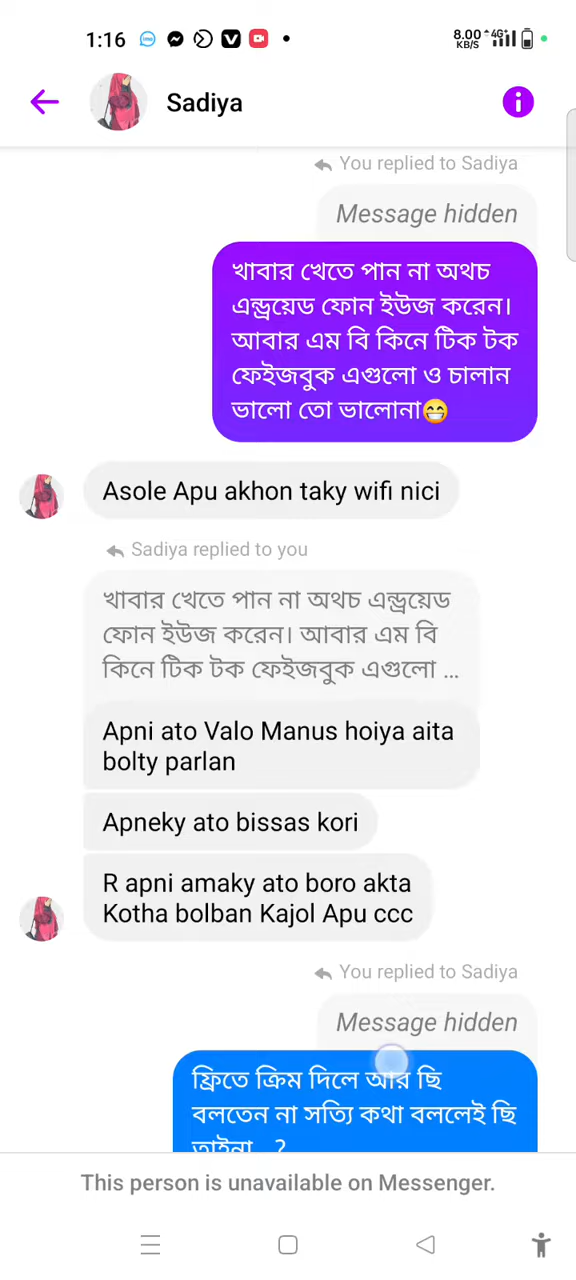 1:16
8.00 KB/S 4G+
Sadiya
You replied to Sadiya
Message hidden
খাবার খেতে পান না অথচ
এন্ড্রয়েড ফোন ইউজ করেন।
আবার এম বি কিনে টিক টক
ফেইজবুক এগুলো ও চালান
ভালো তো ভালোনা😁
Asole Apu akhon taky wifi nici
Sadiya replied to you
খাবার খেতে পান না অথচ এন্ড্রয়েড
ফোন ইউজ করেন। আবার এম বি
কিনে টিক টক ফেইজবুক এগুলো ...
Apni ato Valo Manus hoiya aita
bolty parlan
Apneky ato bissas kori
R apni amaky ato boro akta
Kotha bolban Kajol Apu ccc
You replied to Sadiya
Message hidden
ফ্রিতে ক্রিম দিলে আর ছি
বলতেন না সত্যি কথা বললেই ছি
তাইনা..?
This person is unavailable on Messenger.